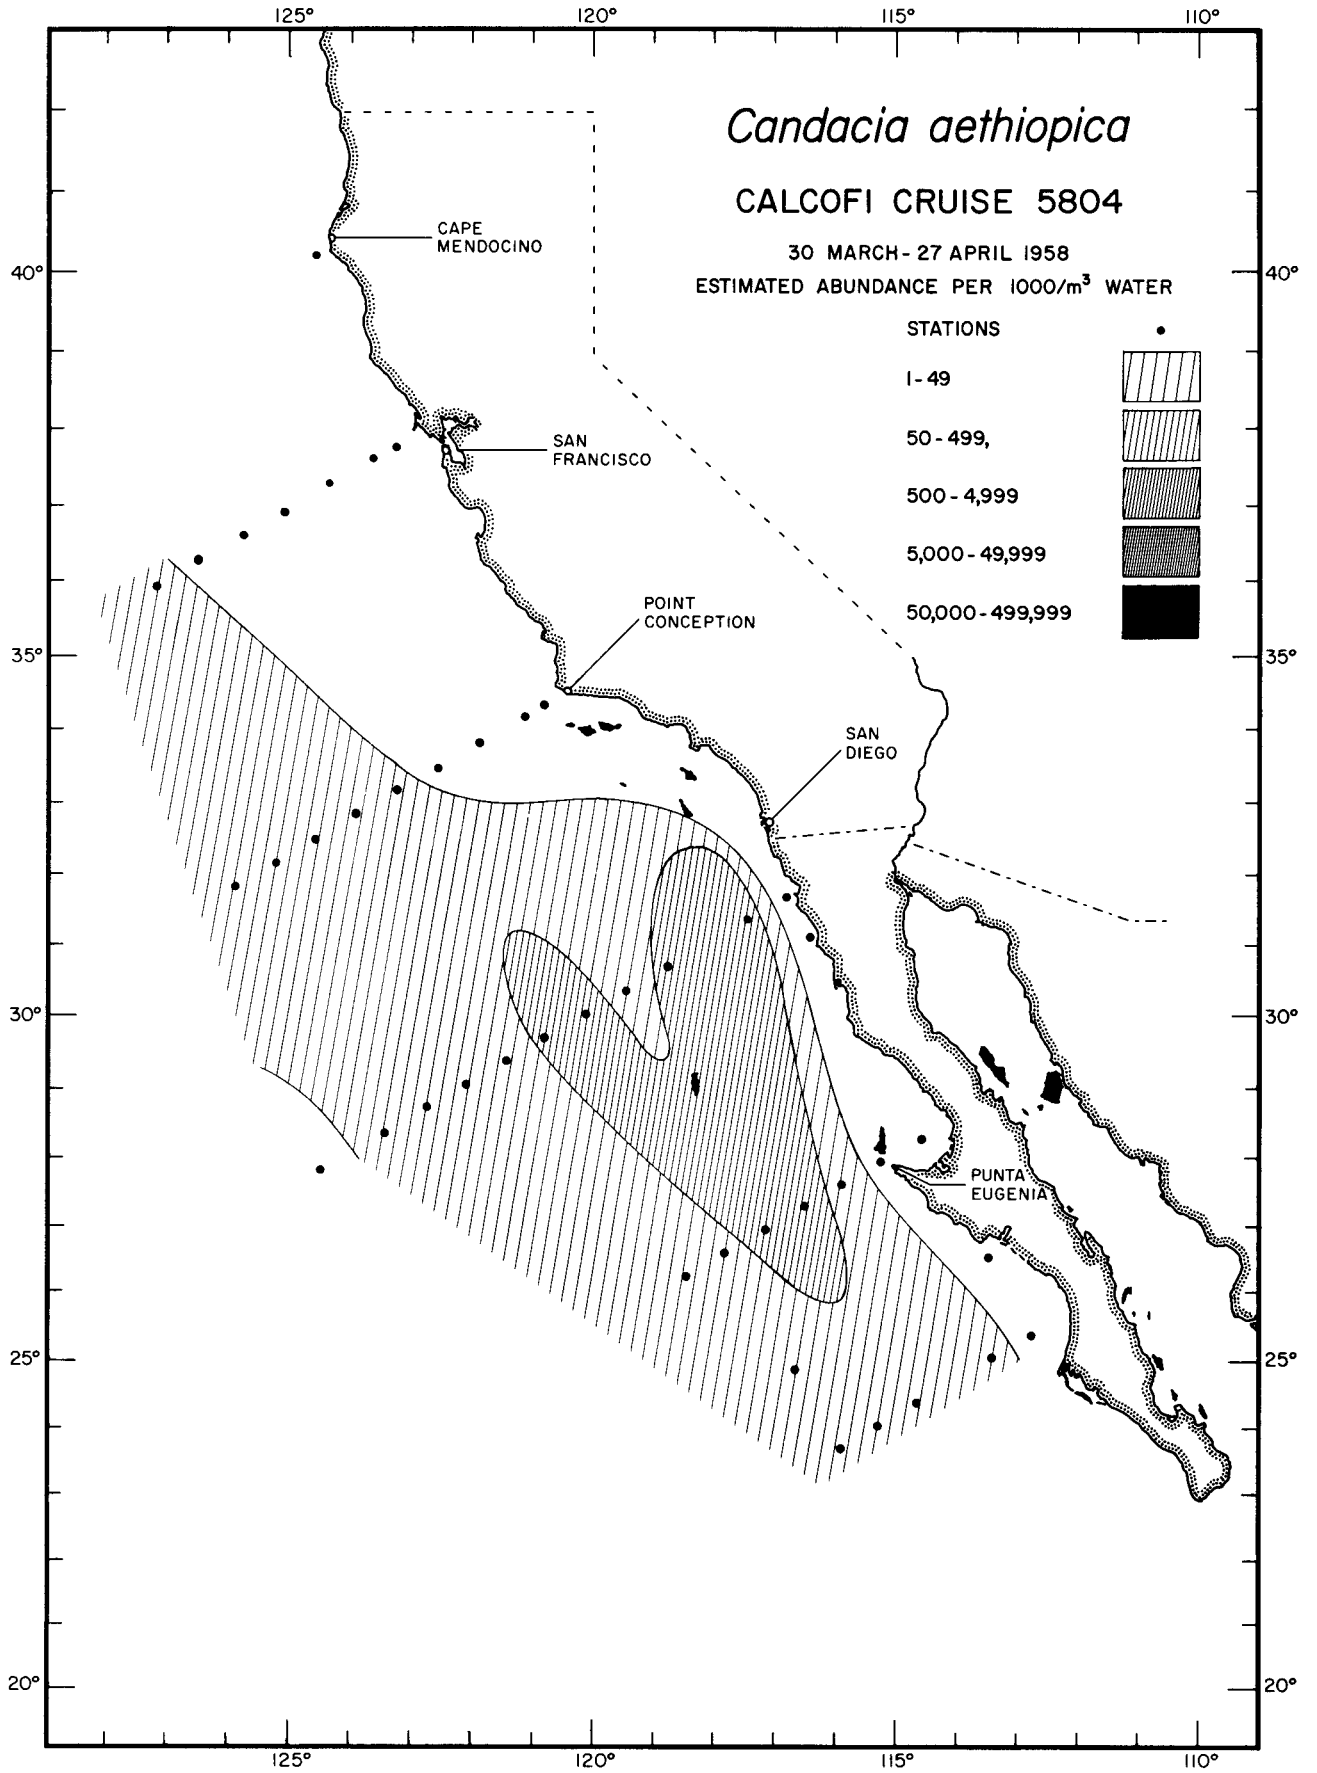 125° 120° 115° 110°
Candacia aethiopica
CALCOFI CRUISE 5804
30 MARCH - 27 APRIL 1958
ESTIMATED ABUNDANCE PER 1000/m³ WATER
STATIONS
1-49
50-499,
500-4,999
5,000-49,999
50,000-499,999
CAPE
MENDOCINO
40° 40°
SAN
FRANCISCO
POINT
CONCEPTION
35° 35°
SAN
DIEGO
30° 30°
PUNTA
EUGENIA
25° 25°
20° 20°
125° 120° 115° 110°